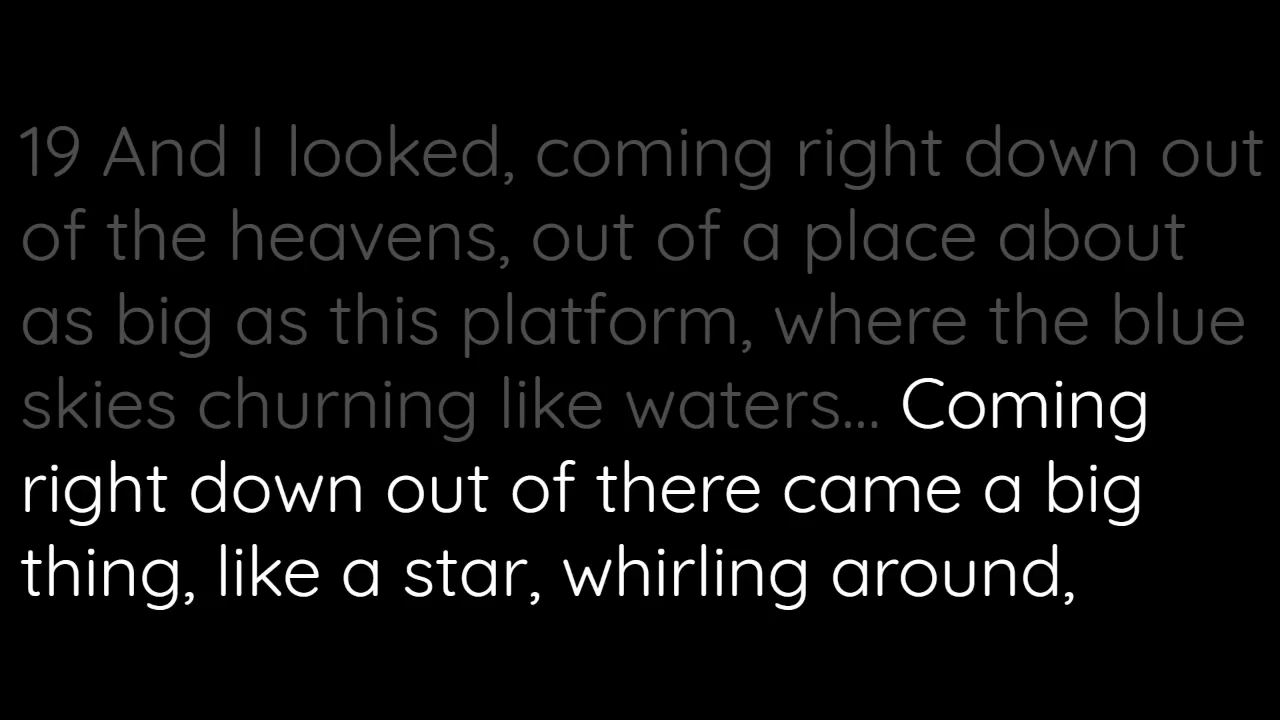 19 And I looked, coming right down out
of the heavens, out of a place about
as big as this platform, where the blue
skies churning like waters... Coming
right down out of there came a big
thing, like a star, whirling around,